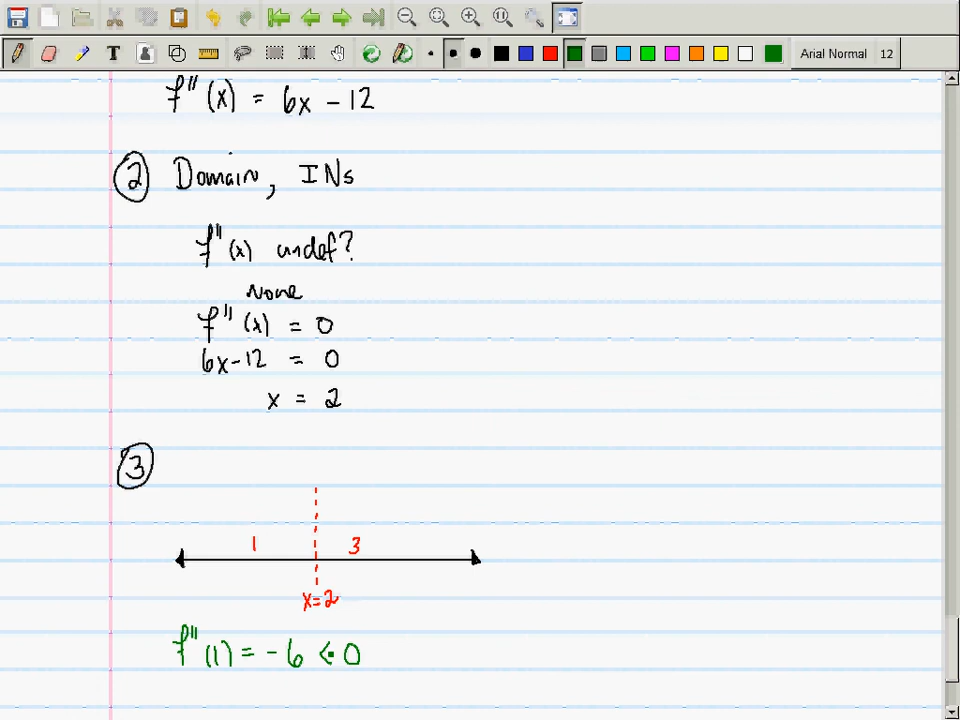 Arial Normal 12
f''(x) = 6x - 12
② Domain, INs
f''(x) undef?
None
f''(x) = 0
6x-12 = 0
x = 2
③
1 3
x=2
f''(1) = -6 < 0